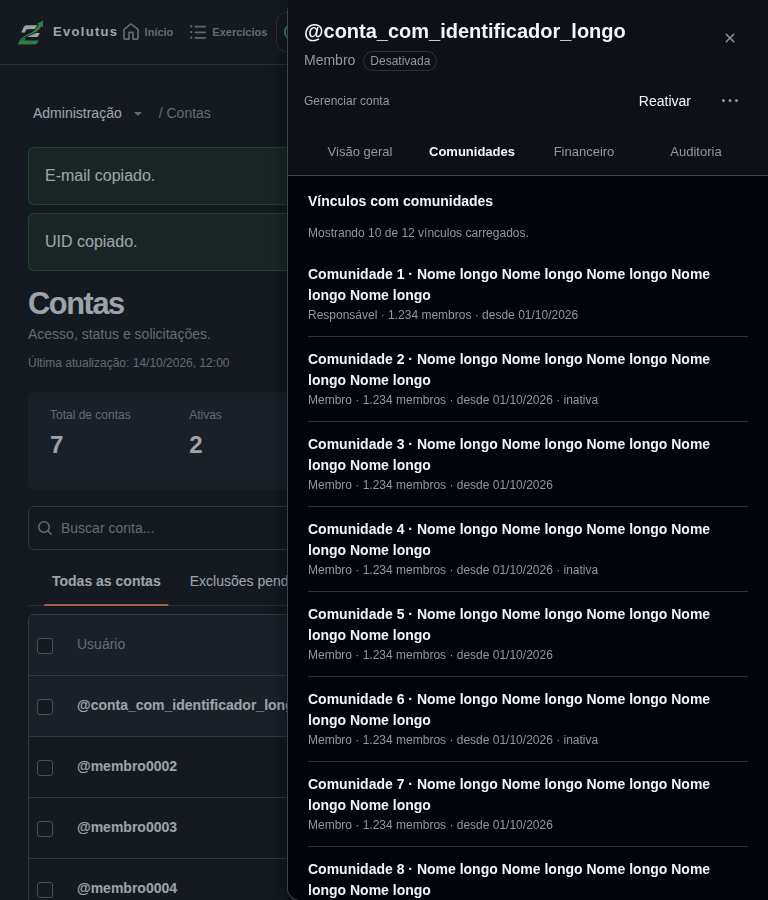 Evolutus
Início
Exercícios
Administração
/ Contas
E-mail copiado.
UID copiado.
Contas
Acesso, status e solicitações.
Última atualização: 14/10/2026, 12:00
Total de contas
Ativas
7
2
Buscar conta...
Todas as contas
Exclusões pend
Usuário
@conta_com_identificador_long
@membro0002
@membro0003
@membro0004
@conta_com_identificador_longo
Membro
Desativada
Gerenciar conta
Reativar
Visão geral
Comunidades
Financeiro
Auditoria
Vínculos com comunidades
Mostrando 10 de 12 vínculos carregados.
Comunidade 1 · Nome longo Nome longo Nome longo Nome
longo Nome longo
Responsável · 1.234 membros · desde 01/10/2026
Comunidade 2 · Nome longo Nome longo Nome longo Nome
longo Nome longo
Membro · 1.234 membros · desde 01/10/2026 · inativa
Comunidade 3 · Nome longo Nome longo Nome longo Nome
longo Nome longo
Membro · 1.234 membros · desde 01/10/2026
Comunidade 4 · Nome longo Nome longo Nome longo Nome
longo Nome longo
Membro · 1.234 membros · desde 01/10/2026 · inativa
Comunidade 5 · Nome longo Nome longo Nome longo Nome
longo Nome longo
Membro · 1.234 membros · desde 01/10/2026
Comunidade 6 · Nome longo Nome longo Nome longo Nome
longo Nome longo
Membro · 1.234 membros · desde 01/10/2026 · inativa
Comunidade 7 · Nome longo Nome longo Nome longo Nome
longo Nome longo
Membro · 1.234 membros · desde 01/10/2026
Comunidade 8 · Nome longo Nome longo Nome longo Nome
longo Nome longo